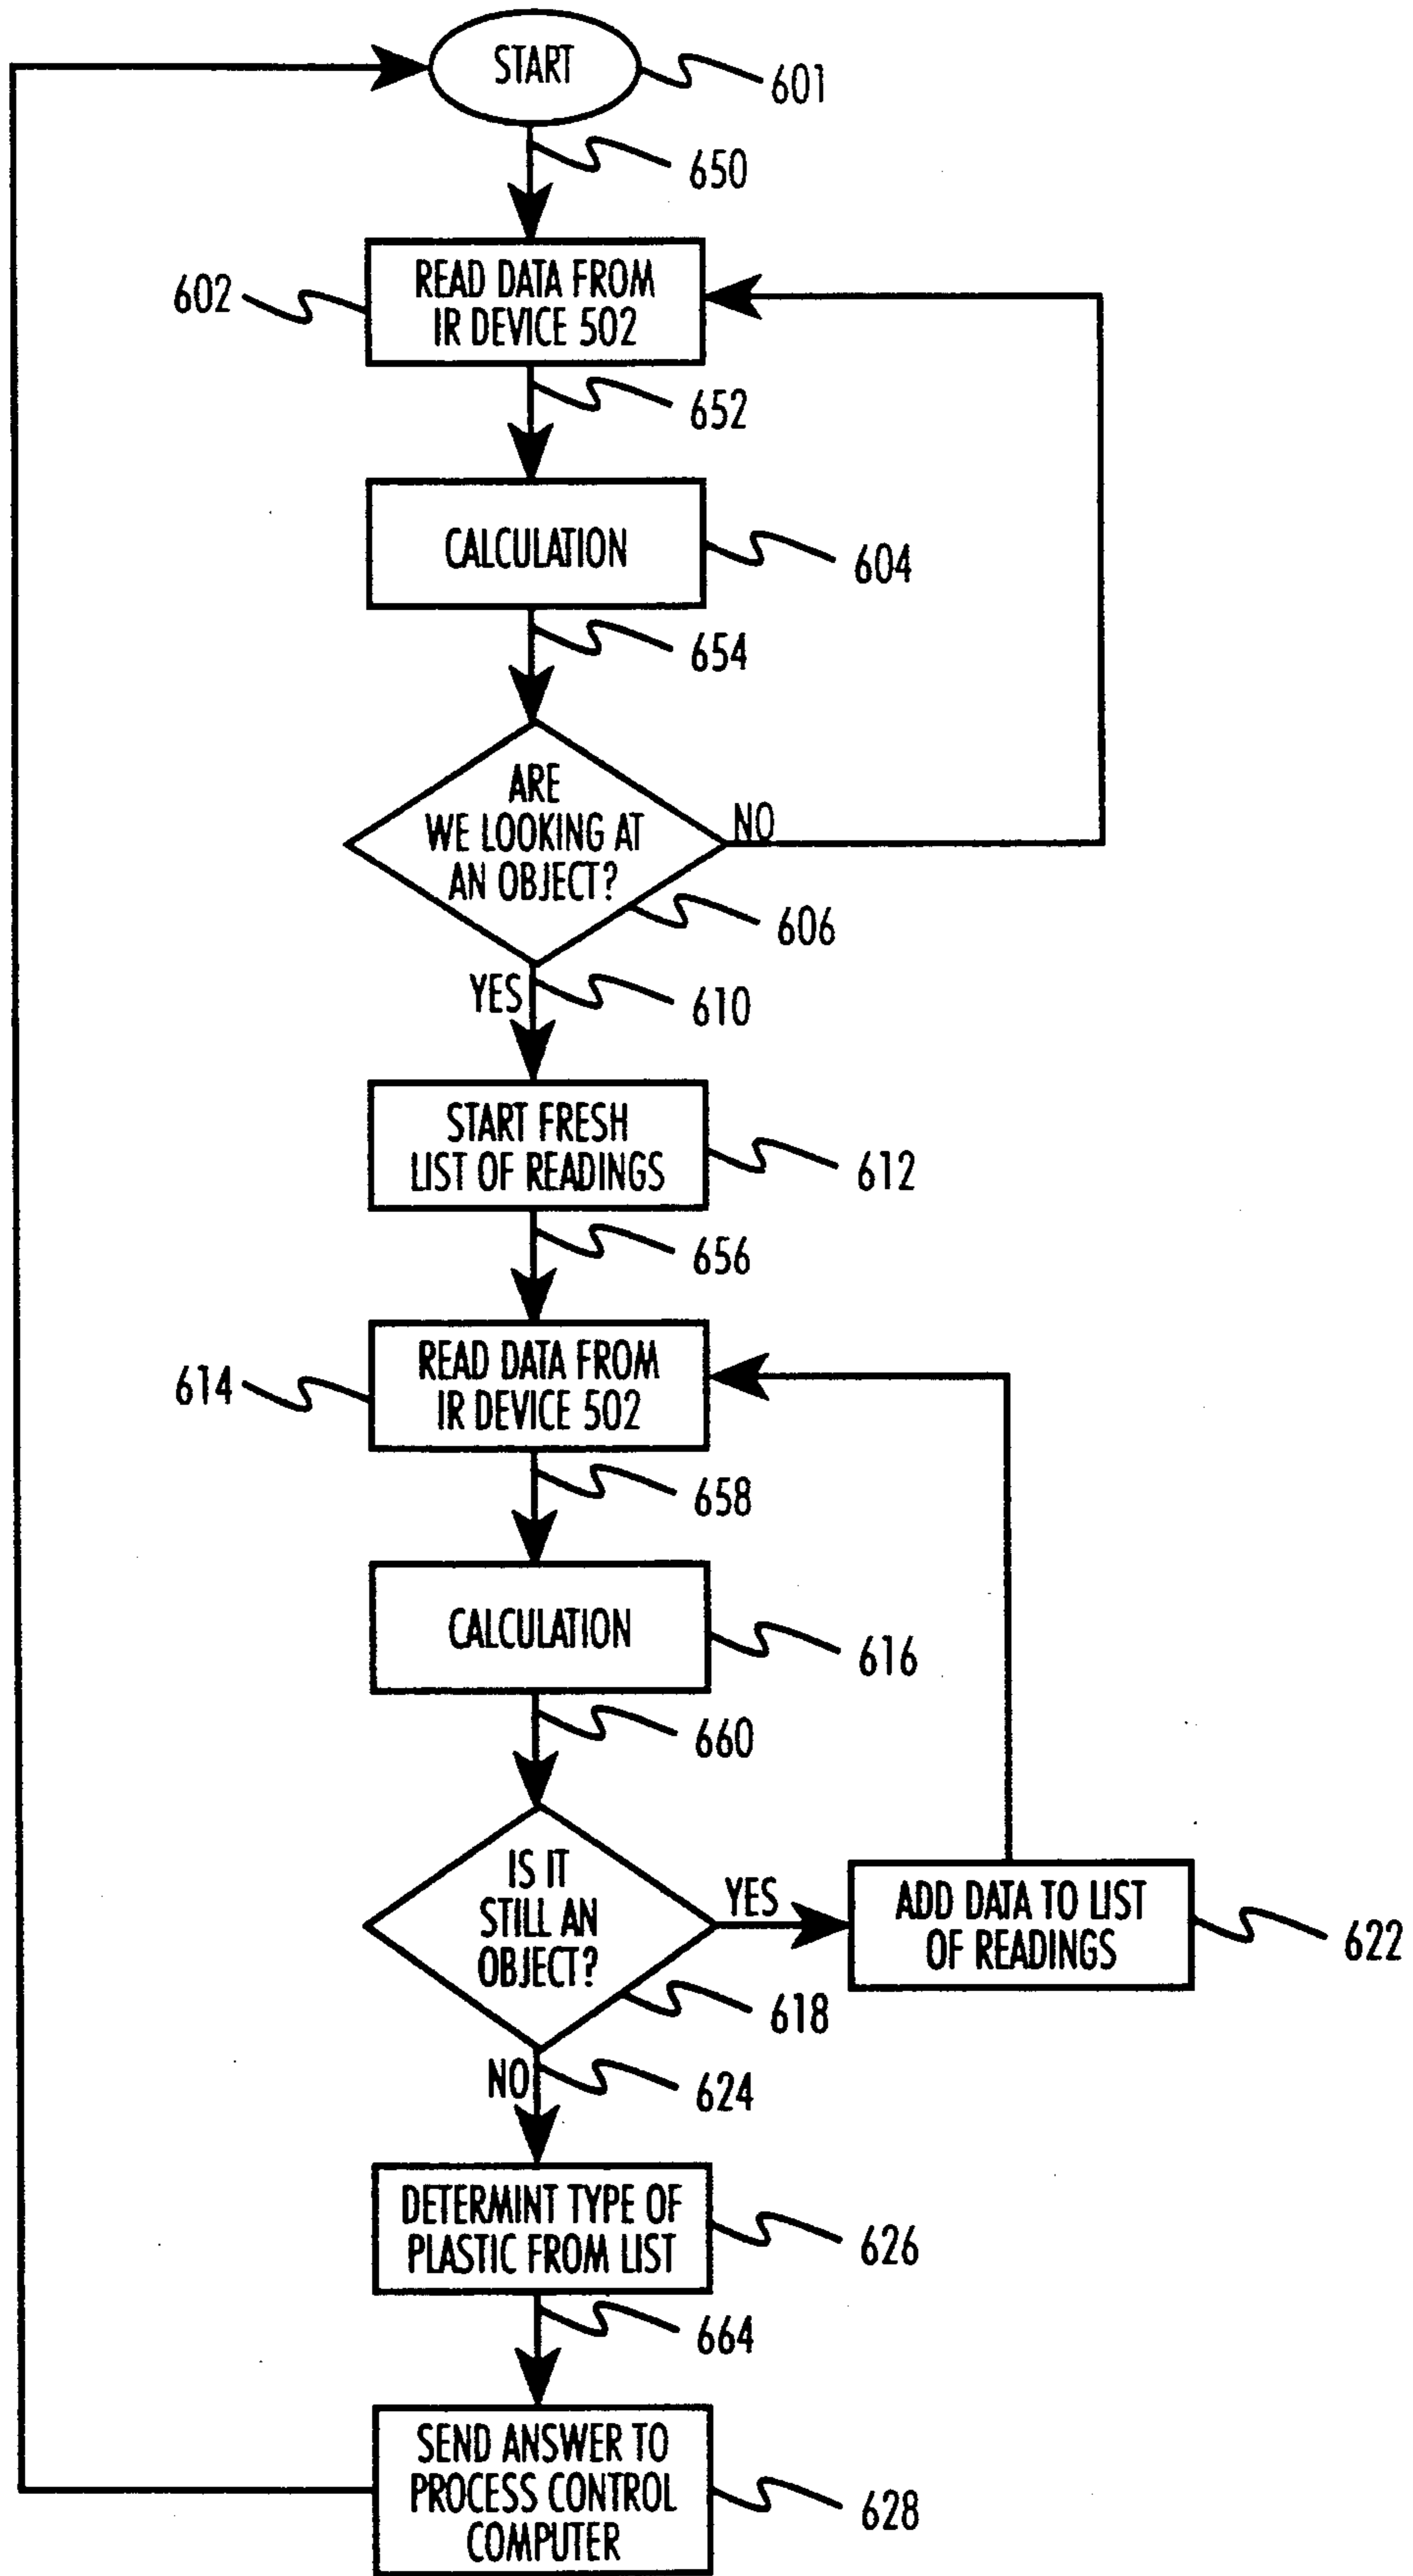 START
601
650
READ DATA FROM
IR DEVICE 502
602
652
CALCULATION
604
654
ARE
WE LOOKING AT
AN OBJECT?
NO
606
YES
610
START FRESH
LIST OF READINGS
612
656
READ DATA FROM
IR DEVICE 502
614
658
CALCULATION
616
660
IS IT
STILL AN
OBJECT?
YES
ADD DATA TO LIST
OF READINGS
622
618
NO
624
DETERMINT TYPE OF
PLASTIC FROM LIST
626
664
SEND ANSWER TO
PROCESS CONTROL
COMPUTER
628